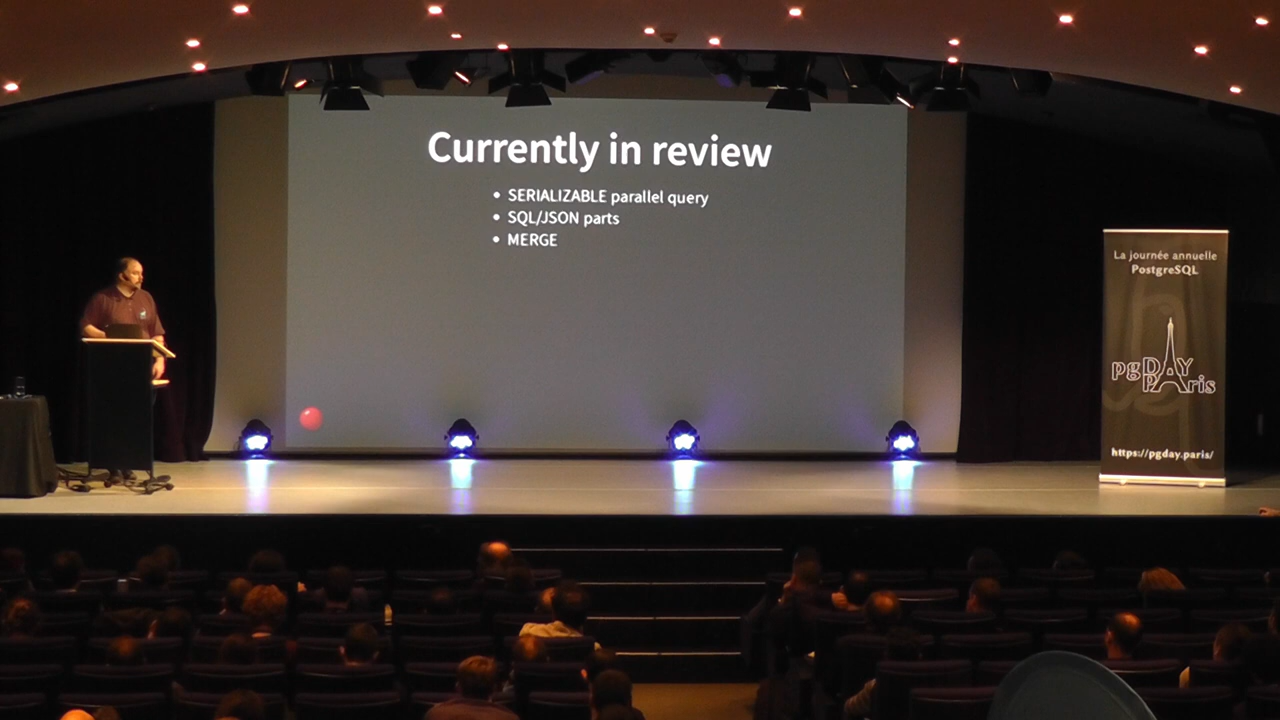 Currently in review
• SERIALIZABLE parallel query
• SQL/JSON parts
• MERGE
La journée annuelle
PostgreSQL
pgDAY
PAris
https://pgday.paris/